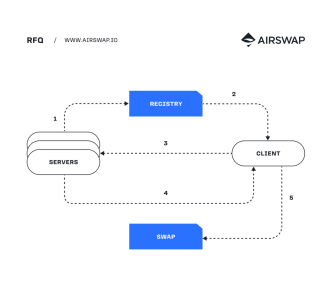 RFQ / WWW.AIRSWAP.IO
AIRSWAP
REGISTRY
2
1
3
SERVERS
CLIENT
4
5
SWAP